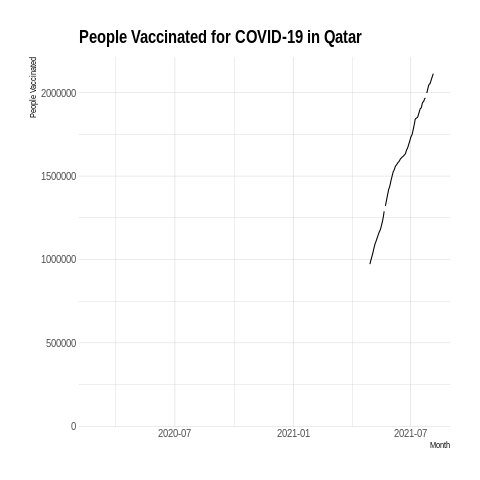 People Vaccinated for COVID-19 in Qatar
People Vaccinated
2000000
1500000
1000000
500000
0
2020-07 2021-01 2021-07
Month